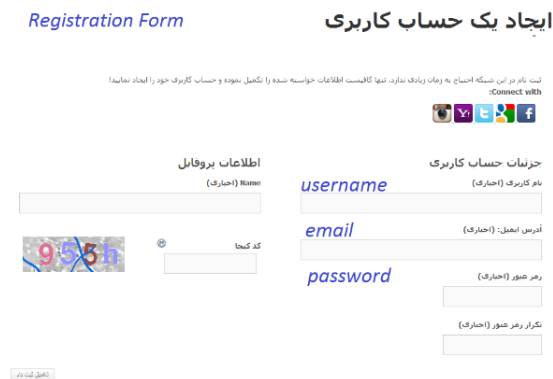 Registration Form
ایجاد یک حساب کاربری
ثبت نام در این شبکه احتیاج به زمان زیادی ندارد. تنها کافیست اطلاعات خواسته شده را تکمیل نموده و حساب کاربری خود را ایجاد نمایید!
Connect with:
جزئیات حساب کاربری
نام کاربری (اجباری)
username
آدرس ایمیل: (اجباری)
email
رمز عبور (اجباری)
password
تکرار رمز عبور (اجباری)
اطلاعات پروفایل
Name (اجباری)
کد کپچا
955h
تکمیل ثبت نام